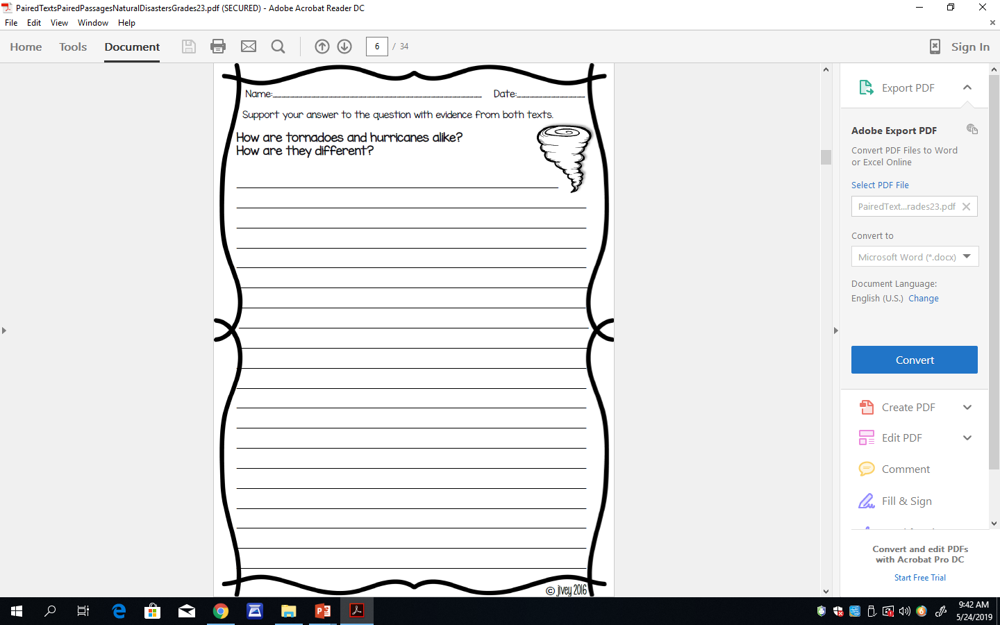 PairedTextsPairedPassagesNaturalDisastersGrades23.pdf (SECURED) - Adobe Acrobat Reader DC
File Edit View Window Help
Home Tools Document 6 / 34 Sign In
Name: Date:
Support your answer to the question with evidence from both texts.
How are tornadoes and hurricanes alike?
How are they different?
© jivey 2016
Export PDF
Adobe Export PDF
Convert PDF Files to Word
or Excel Online
Select PDF File
PairedText...rades23.pdf
Convert to
Microsoft Word (*.docx)
Document Language:
English (U.S.) Change
Convert
Create PDF
Edit PDF
Comment
Fill & Sign
Convert and edit PDFs
with Acrobat Pro DC
Start Free Trial
9:42 AM
5/24/2019